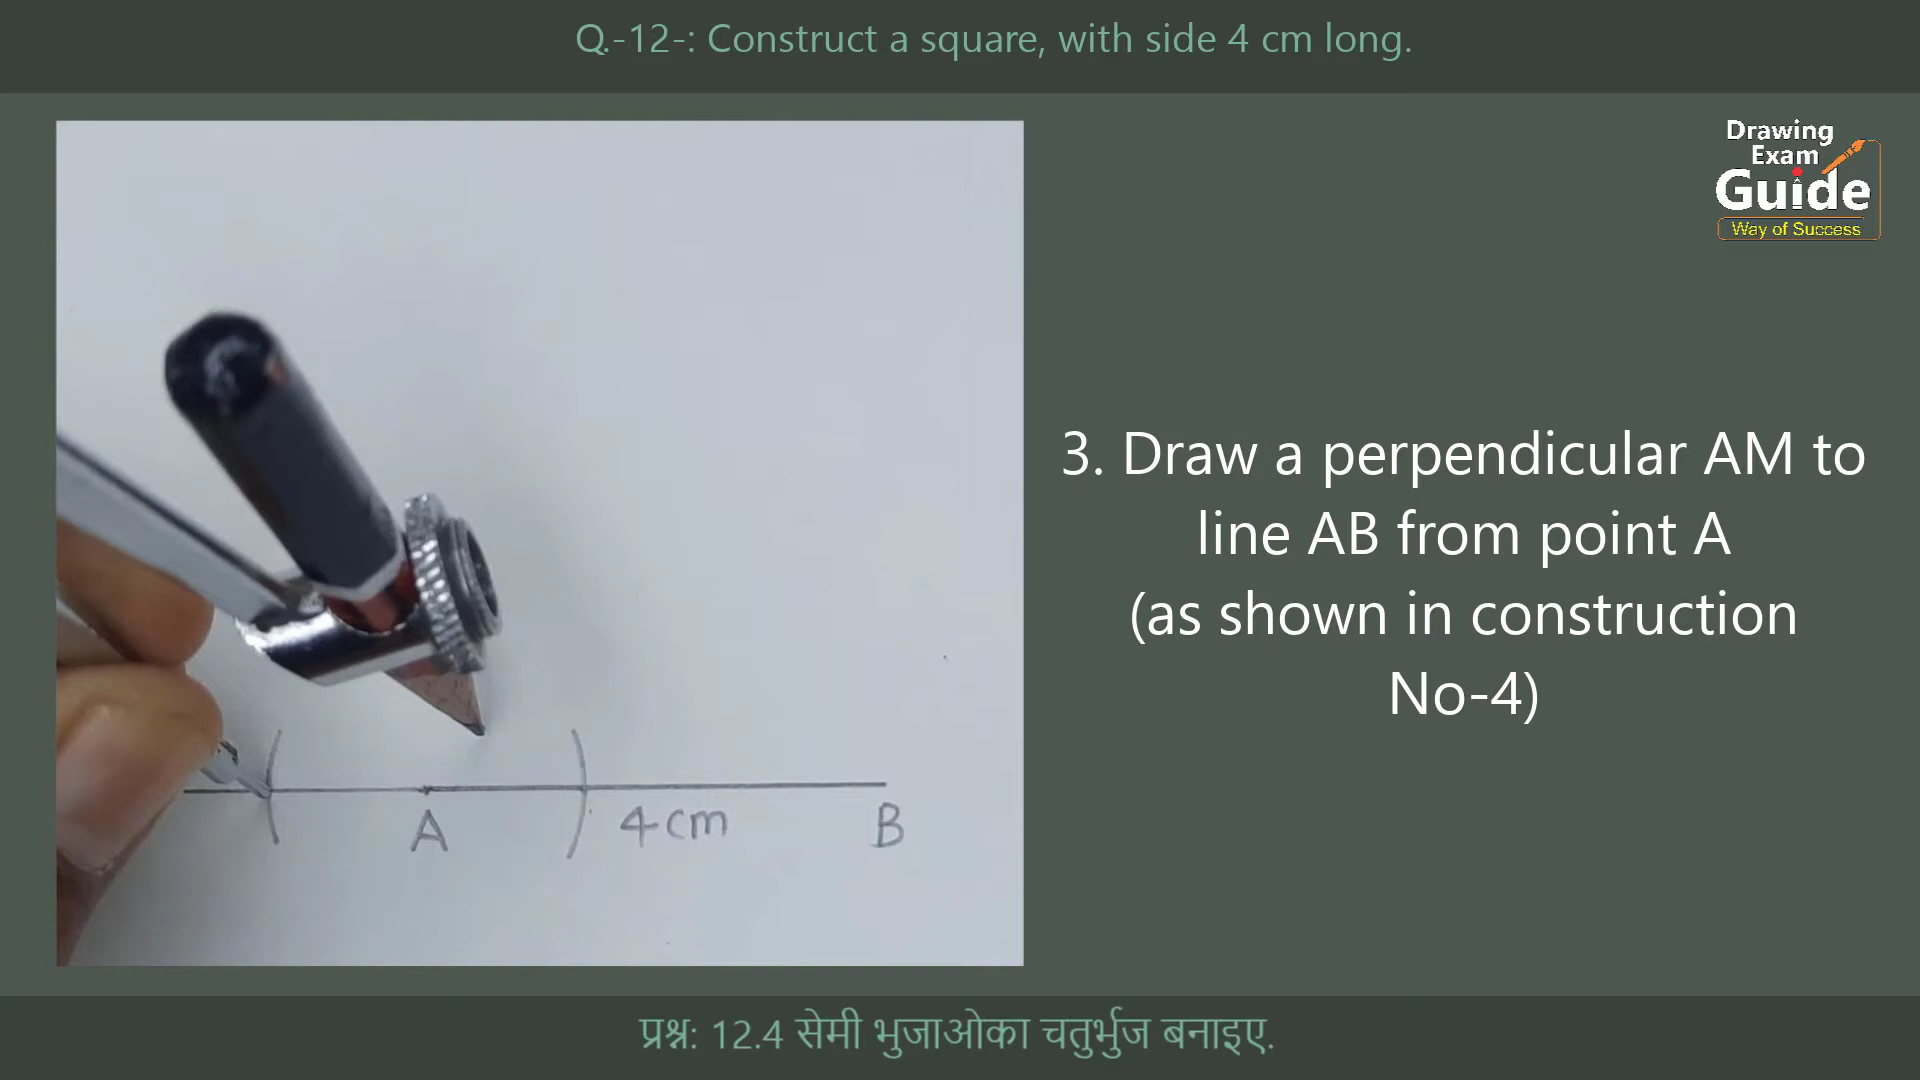 Q.-12-: Construct a square, with side 4 cm long.
Drawing
Exam
Guide
Way of Success
3. Draw a perpendicular AM to
line AB from point A
(as shown in construction
No-4)
A 4cm B
प्रश्न: 12.4 सेमी भुजाओका चतुर्भुज बनाइए.